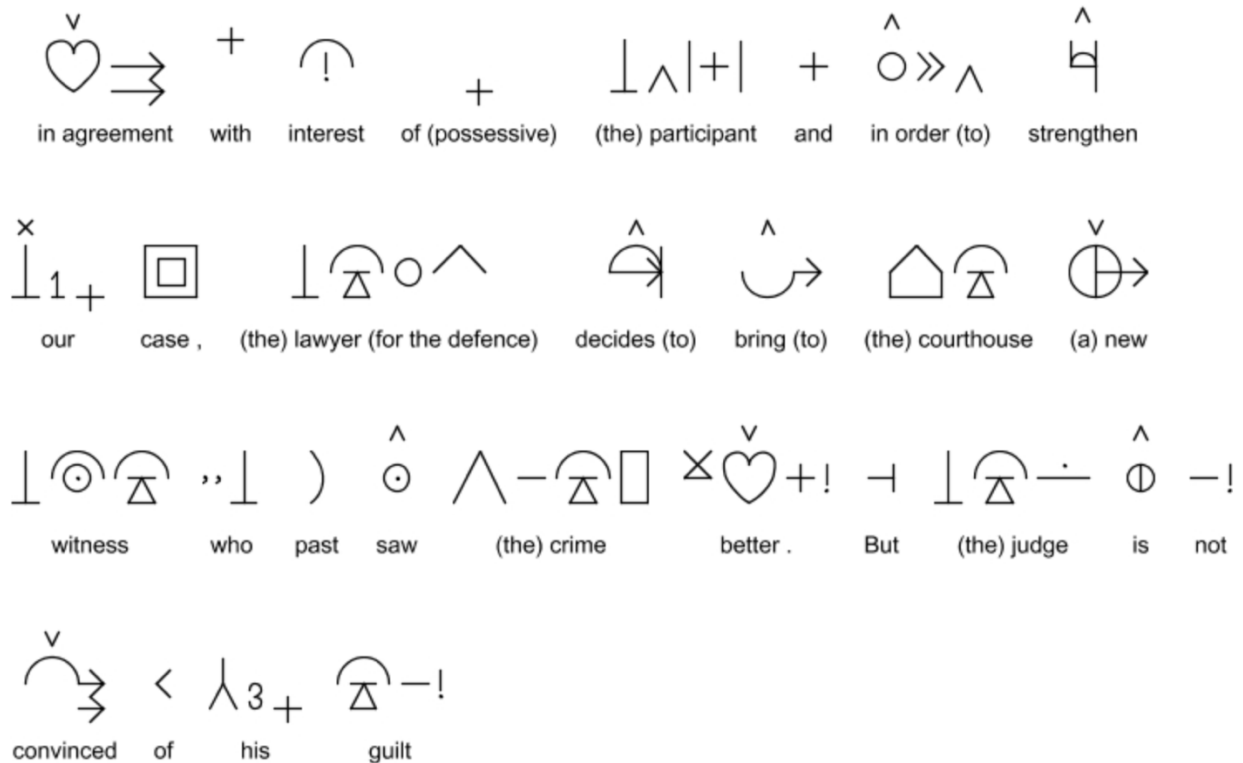 in agreement with interest of (possessive) (the) participant and in order (to) strengthen
our case , (the) lawyer (for the defence) decides (to) bring (to) (the) courthouse (a) new
witness who past saw (the) crime better . But (the) judge is not
convinced of his guilt